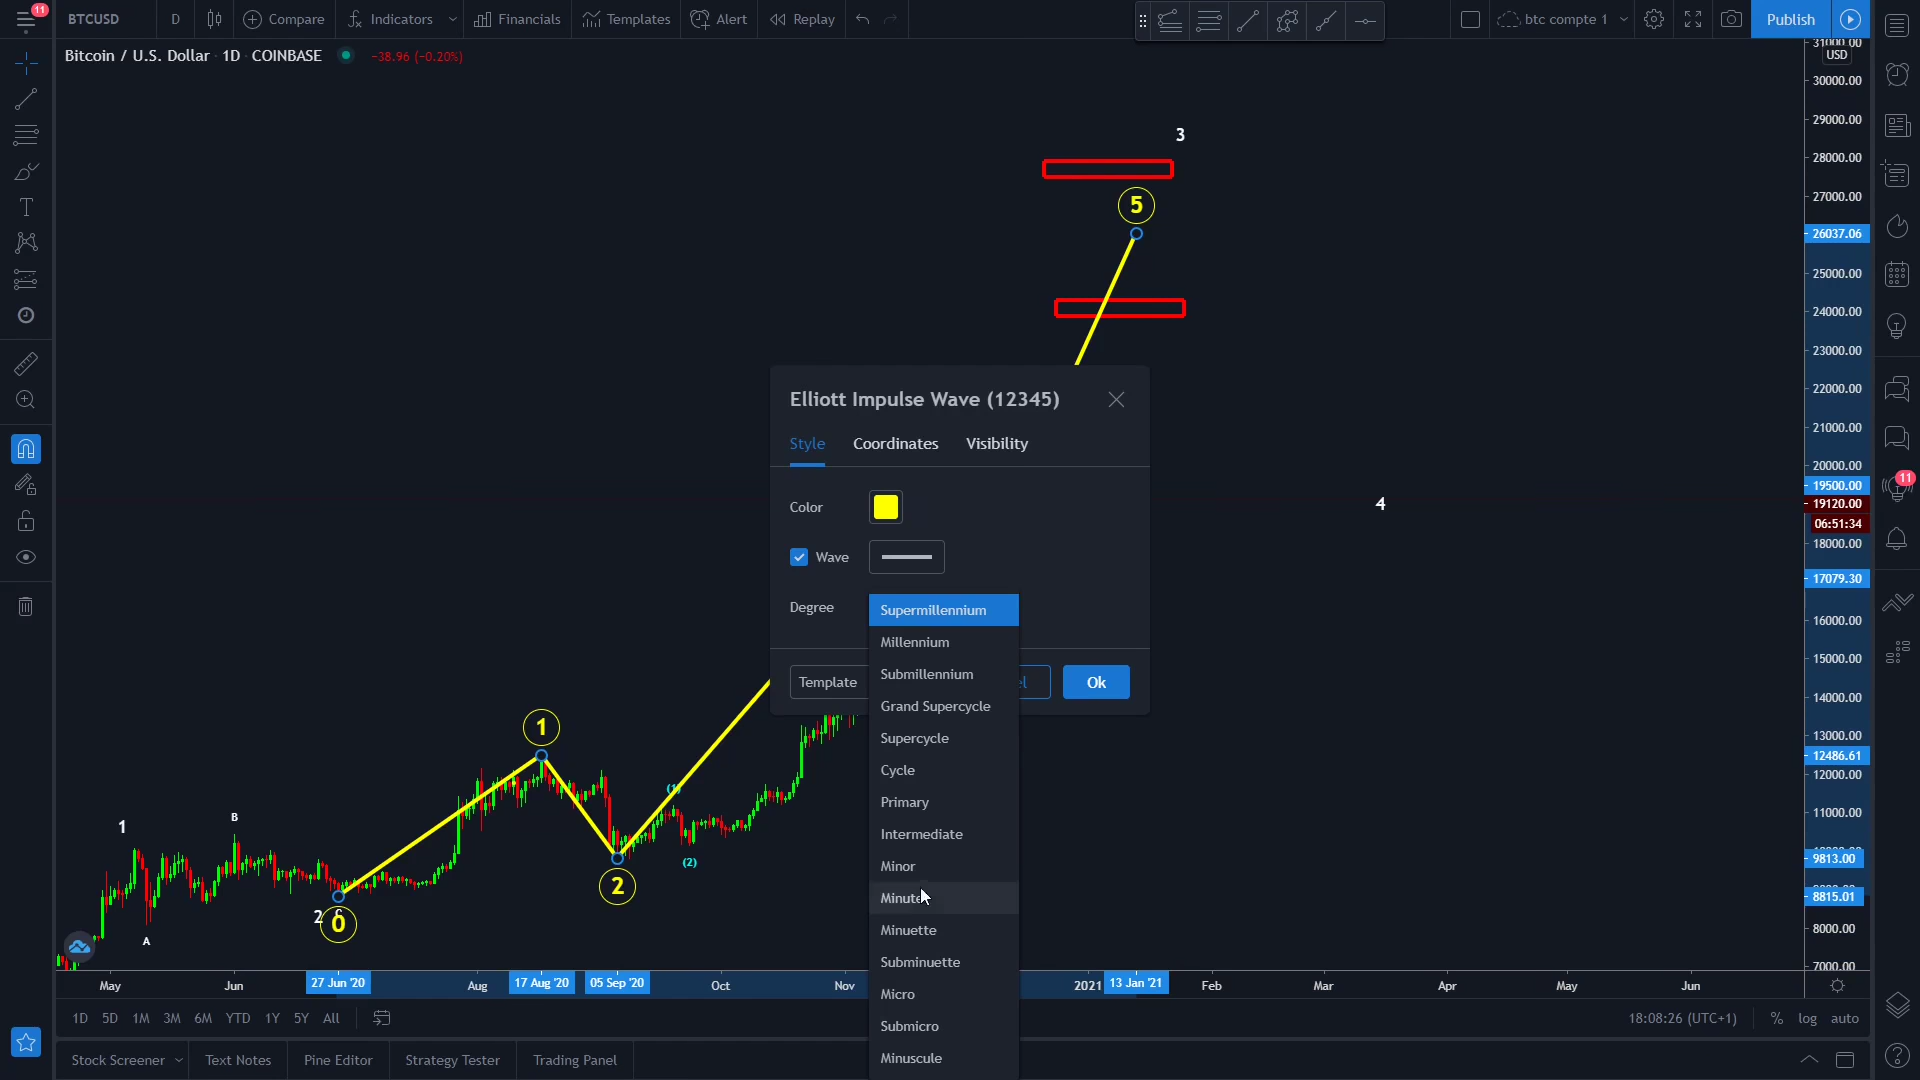 11
BTCUSD D Compare Indicators Financials Templates Alert Replay btc compte 1 Publish
Bitcoin / U.S. Dollar 1D COINBASE −38.96 (−0.20%)
31000.00
USD
30000.00
29000.00
28000.00
27000.00
26037.06
25000.00
24000.00
23000.00
22000.00
21000.00
20000.00
19500.00
19120.00
06:51:34
18000.00
17079.30
16000.00
15000.00
14000.00
13000.00
12486.61
12000.00
11000.00
9813.00
8815.01
8000.00
7000.00
11
3
5
4
Elliott Impulse Wave (12345)
Style Coordinates Visibility
Color
Wave
Degree
Supermillennium
Millennium
Submillennium
Grand Supercycle
Supercycle
Cycle
Primary
Intermediate
Minor
Minute
Minuette
Subminuette
Micro
Submicro
Minuscule
Template
Ok
1
1
B
A
2
0
2
(2)
May Jun 27 Jun '20 Aug 17 Aug '20 05 Sep '20 Oct Nov 2021 13 Jan '21 Feb Mar Apr May Jun
1D 5D 1M 3M 6M YTD 1Y 5Y All 18:08:26 (UTC+1) % log auto
Stock Screener Text Notes Pine Editor Strategy Tester Trading Panel